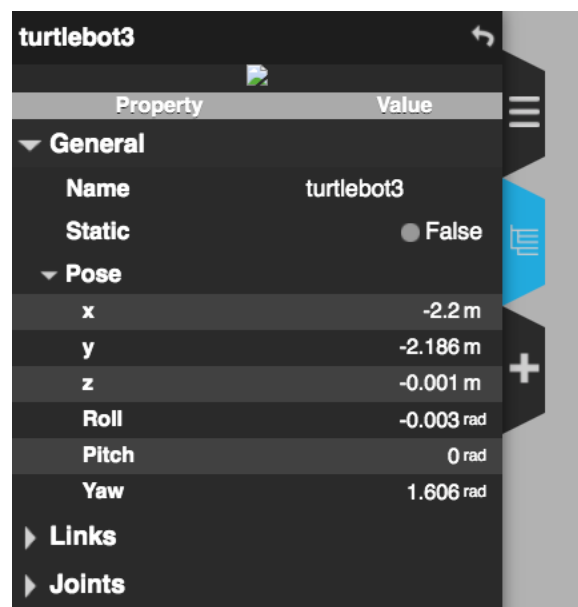 turtlebot3
Property Value
General
Name turtlebot3
Static False
Pose
x -2.2 m
y -2.186 m
z -0.001 m
Roll -0.003 rad
Pitch 0 rad
Yaw 1.606 rad
Links
Joints